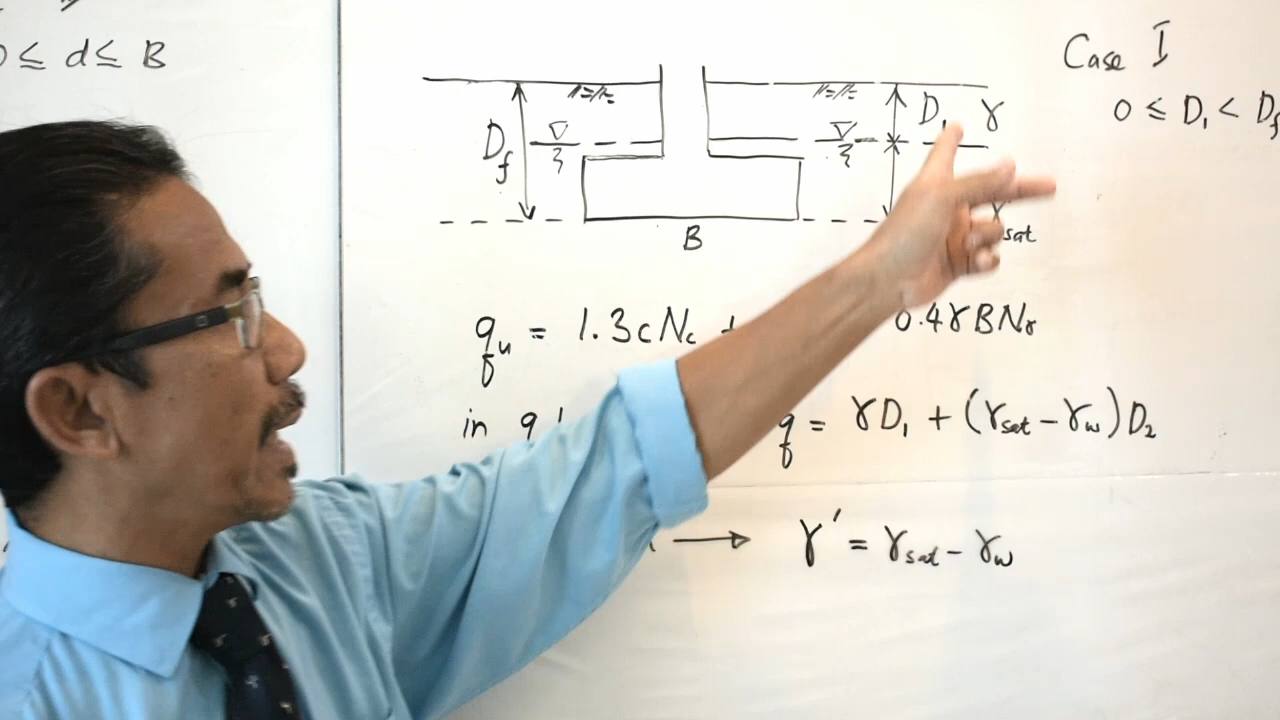 0 ≤ d ≤ B
Case I
0 ≤ D₁ < D_f
D_f
D₁ γ
γ_sat
B
q_u = 1.3cN_c + 0.4γBN_γ
in q
q = γD₁ + (γ_sat − γ_w)D₂
→ γ' = γ_sat − γ_w